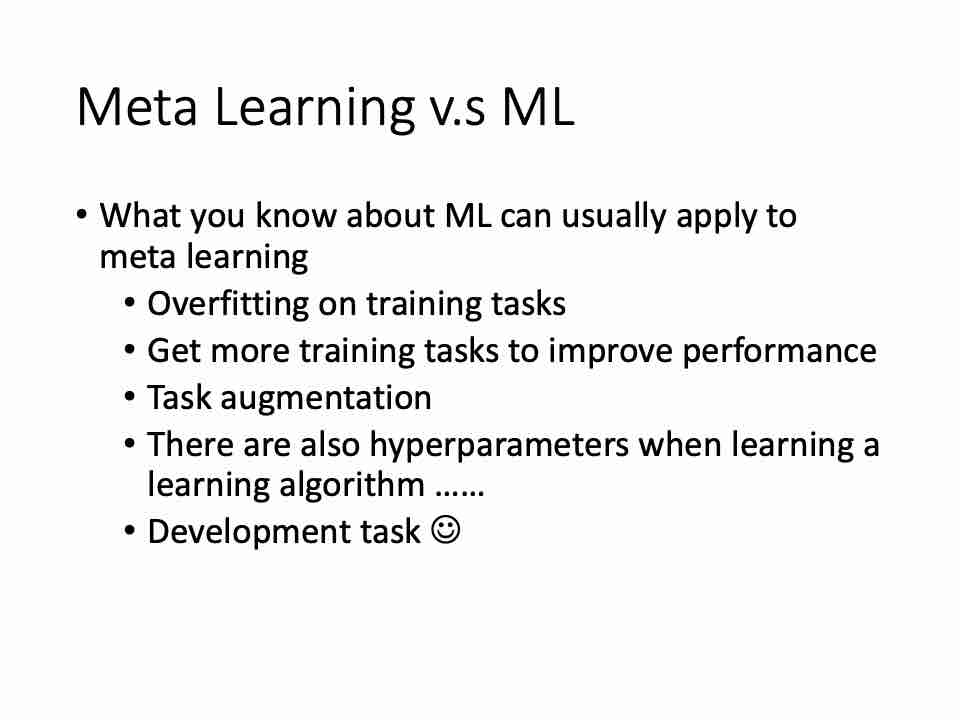 Meta Learning v.s ML
• What you know about ML can usually apply to
meta learning
• Overfitting on training tasks
• Get more training tasks to improve performance
• Task augmentation
• There are also hyperparameters when learning a
learning algorithm ……
• Development task ☺